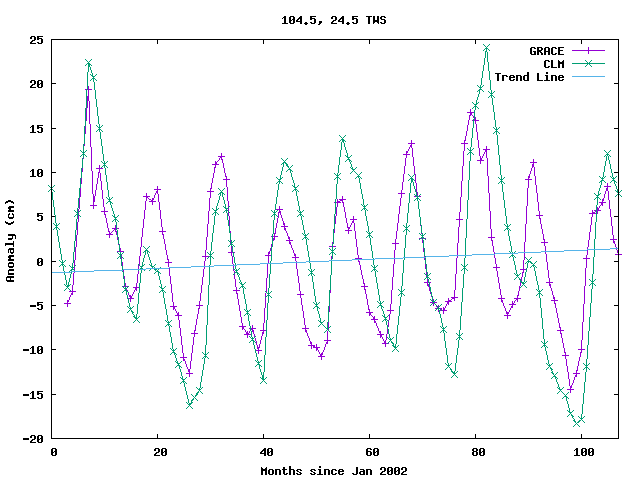 104.5, 24.5 TWS
GRACE
CLM
Trend Line
25
20
15
10
5
0
-5
-10
-15
-20
Anomaly (cm)
0 20 40 60 80 100
Months since Jan 2002